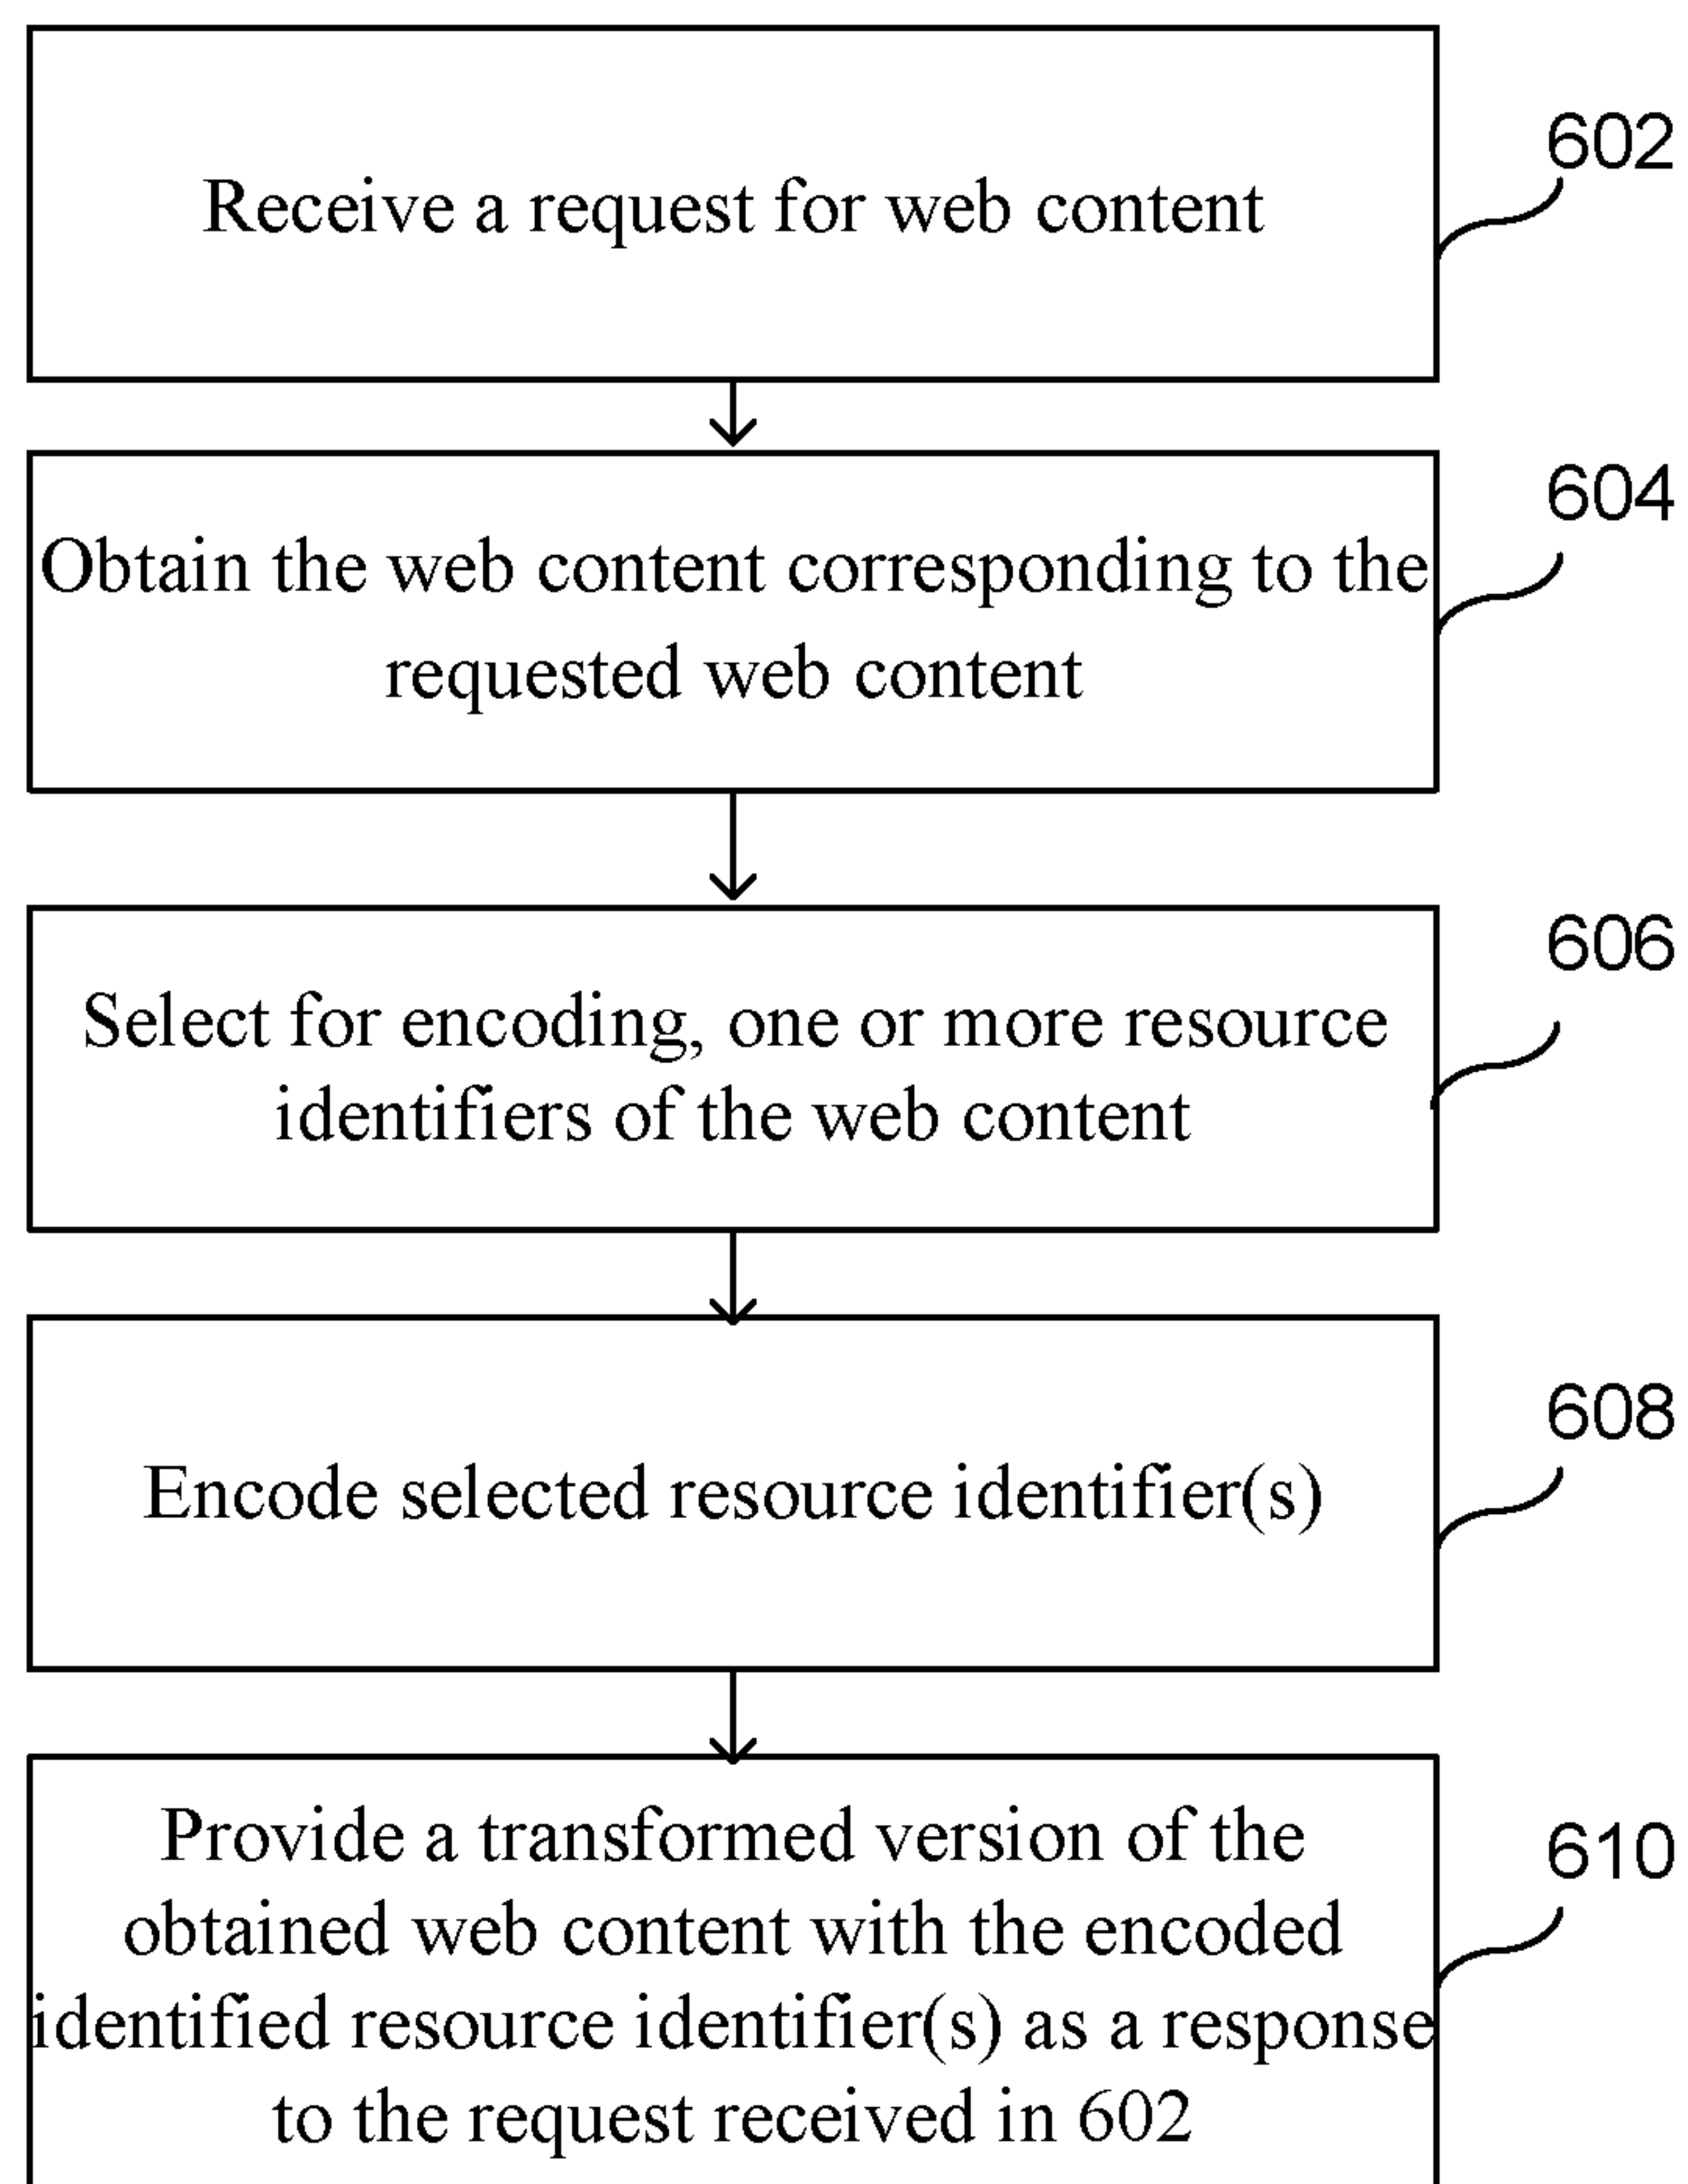 602
Receive a request for web content
604
Obtain the web content corresponding to the
requested web content
606
Select for encoding, one or more resource
identifiers of the web content
608
Encode selected resource identifier(s)
610
Provide a transformed version of the
obtained web content with the encoded
identified resource identifier(s) as a response
to the request received in 602